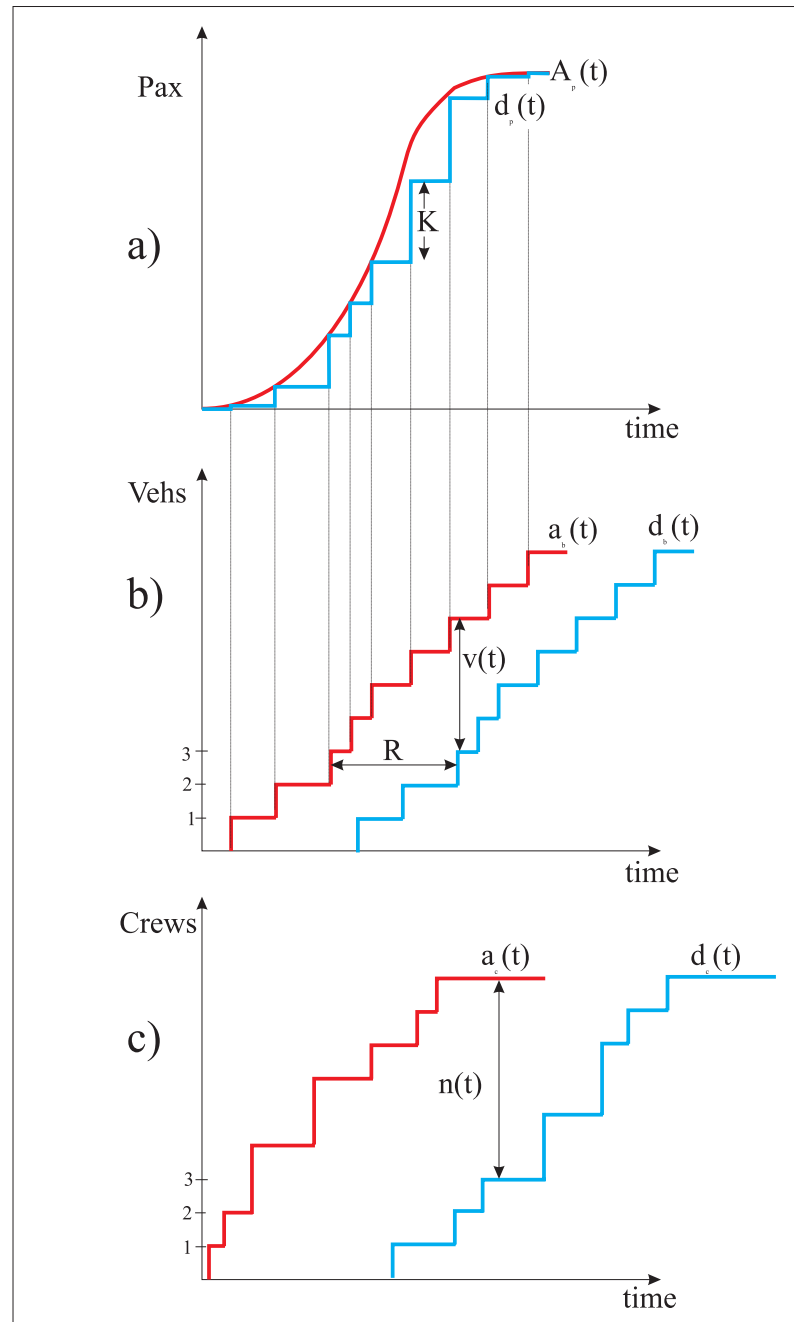 Pax
A_p(t)
d_p(t)
K
a)
time
Vehs
a_b(t)
d_b(t)
b)
v(t)
R
3
2
1
time
Crews
a_c(t)
d_c(t)
c)
n(t)
3
2
1
time